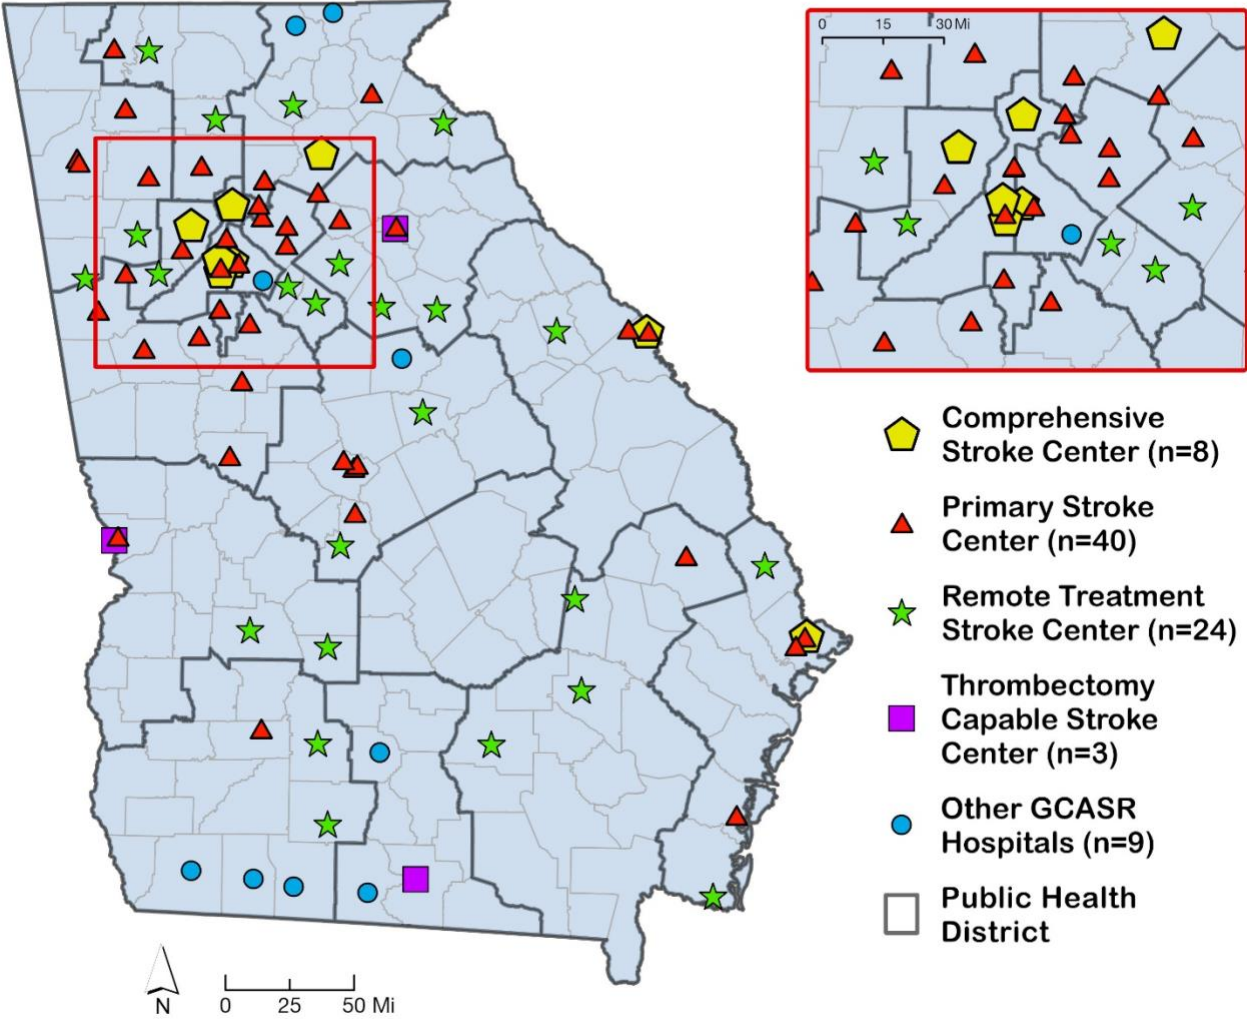 0 15 30 Mi
Comprehensive
Stroke Center (n=8)
Primary Stroke
Center (n=40)
Remote Treatment
Stroke Center (n=24)
Thrombectomy
Capable Stroke
Center (n=3)
Other GCASR
Hospitals (n=9)
Public Health
District
N
0 25 50 Mi